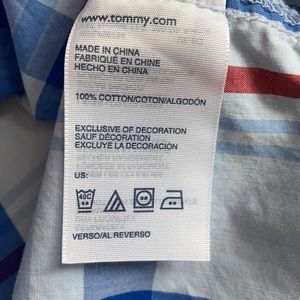 www.tommy.com
MADE IN CHINA
FABRIQUÉ EN CHINE
HECHO EN CHINA
100% COTTON/COTON/ALGODÓN
EXCLUSIVE OF DECORATION
SAUF DÉCORATION
EXCLUYE LA DECORACIÓN
US:
40C
VERSO/AL REVERSO